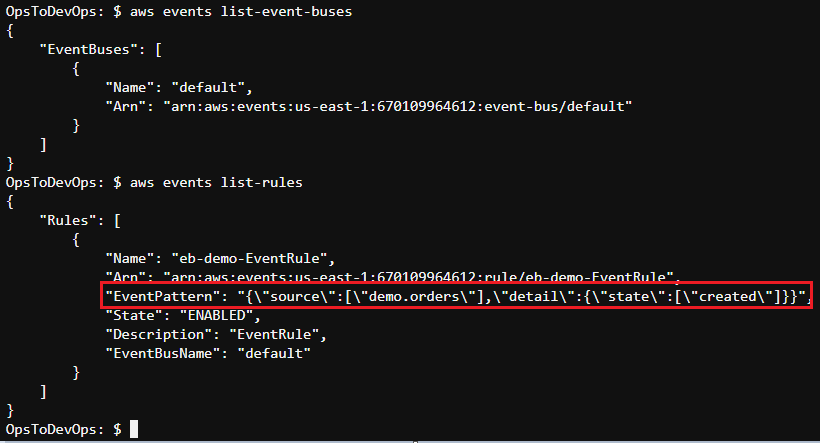 OpsToDevOps: $ aws events list-event-buses
{
    "EventBuses": [
        {
            "Name": "default",
            "Arn": "arn:aws:events:us-east-1:670109964612:event-bus/default"
        }
    ]
}
OpsToDevOps: $ aws events list-rules
{
    "Rules": [
        {
            "Name": "eb-demo-EventRule",
            "Arn": "arn:aws:events:us-east-1:670109964612:rule/eb-demo-EventRule",
            "EventPattern": "{\"source\":[\"demo.orders\"],\"detail\":{\"state\":[\"created\"]}}",
            "State": "ENABLED",
            "Description": "EventRule",
            "EventBusName": "default"
        }
    ]
}
OpsToDevOps: $